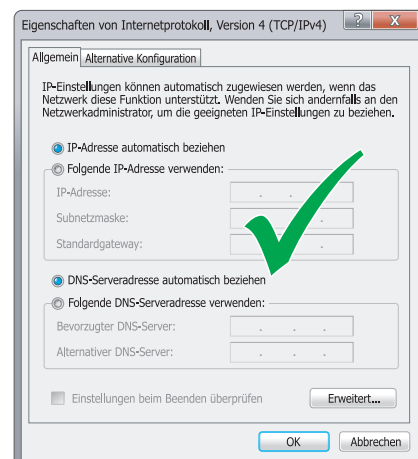 Eigenschaften von Internetprotokoll, Version 4 (TCP/IPv4)
? X
Allgemein Alternative Konfiguration
IP-Einstellungen können automatisch zugewiesen werden, wenn das
Netzwerk diese Funktion unterstützt. Wenden Sie sich andernfalls an den
Netzwerkadministrator, um die geeigneten IP-Einstellungen zu beziehen.
IP-Adresse automatisch beziehen
Folgende IP-Adresse verwenden:
IP-Adresse:
Subnetzmaske:
Standardgateway:
DNS-Serveradresse automatisch beziehen
Folgende DNS-Serveradresse verwenden:
Bevorzugter DNS-Server:
Alternativer DNS-Server:
Einstellungen beim Beenden überprüfen
Erweitert...
OK Abbrechen